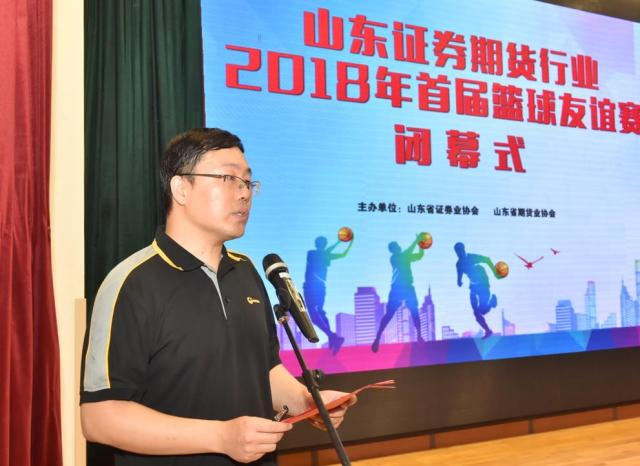 山东证券期货行业
2018年首届篮球友谊赛
闭幕式
主办单位：山东省证券业协会 山东省期货业协会